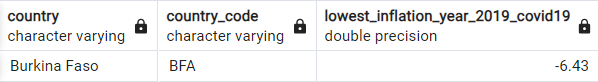 country country_code lowest_inflation_year_2019_covid19
character varying character varying double precision
Burkina Faso BFA -6.43